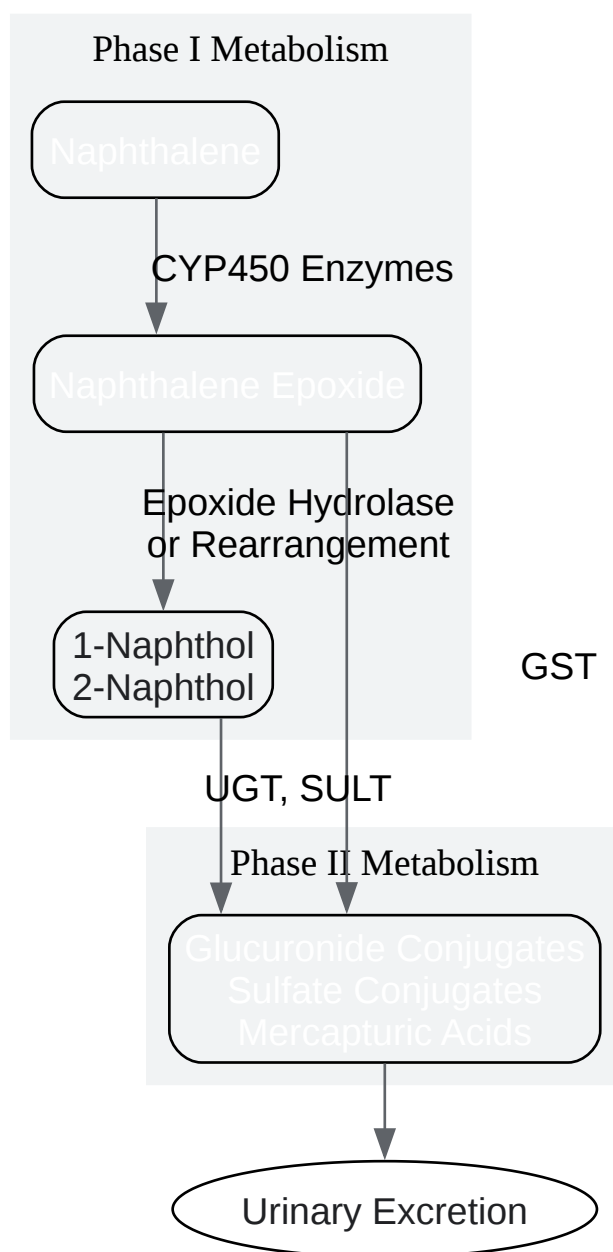 Phase I Metabolism
Naphthalene
CYP450 Enzymes
Naphthalene Epoxide
Epoxide Hydrolase
or Rearrangement
1-Naphthol
2-Naphthol
GST
UGT, SULT
Phase II Metabolism
Glucuronide Conjugates
Sulfate Conjugates
Mercapturic Acids
Urinary Excretion